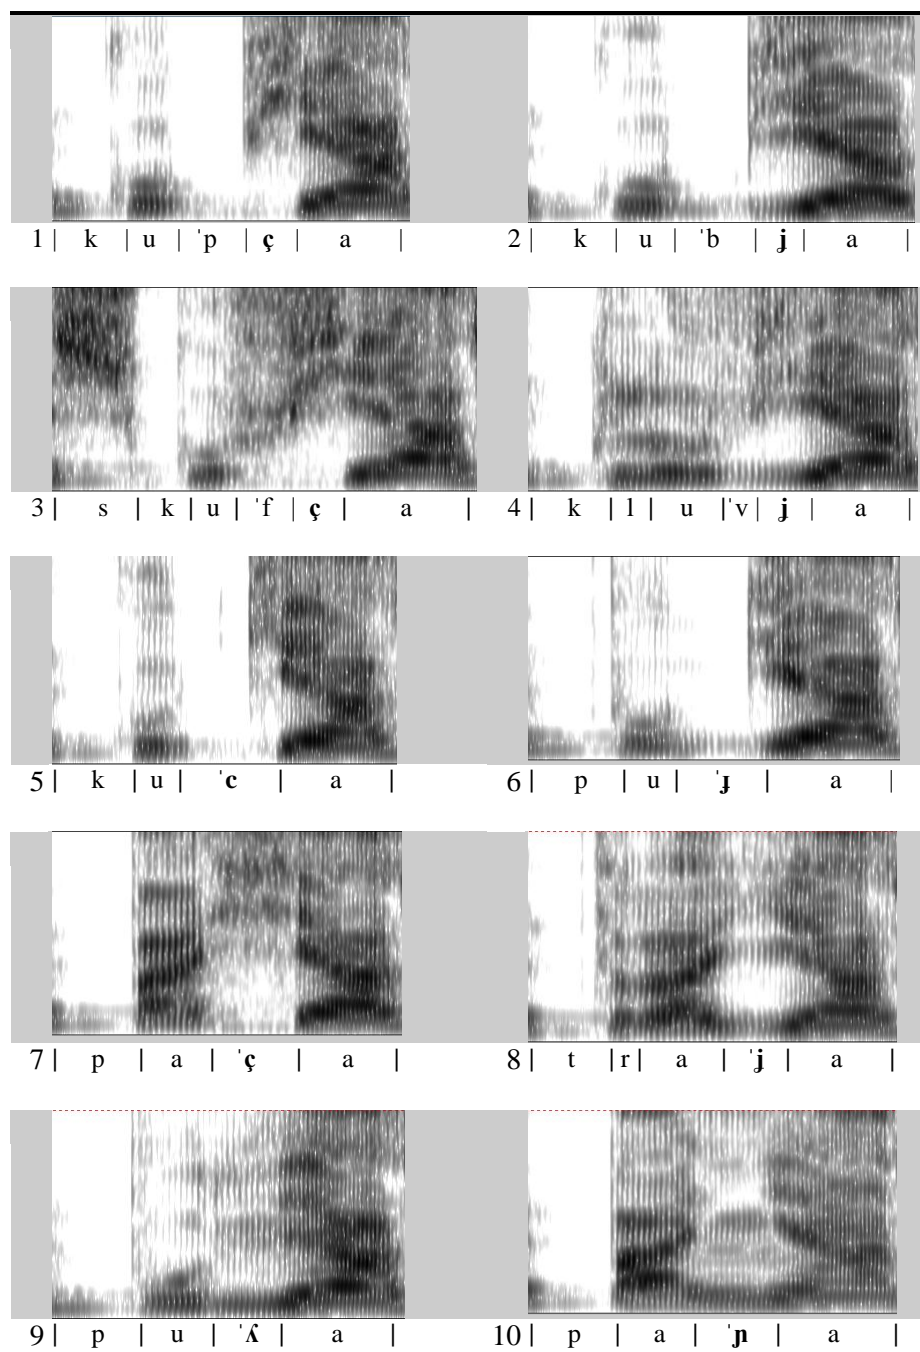 1 | k | u | ˈp | ç | a | 2 | k | u | ˈb | ʝ | a |
3 | s | k | u | ˈf | ç | a | 4 | k | l | u | ˈv | ʝ | a |
5 | k | u | ˈc | a | 6 | p | u | ˈɟ | a |
7 | p | a | ˈç | a | 8 | t | r | a | ˈʝ | a |
9 | p | u | ˈʎ | a | 10 | p | a | ˈɲ | a |